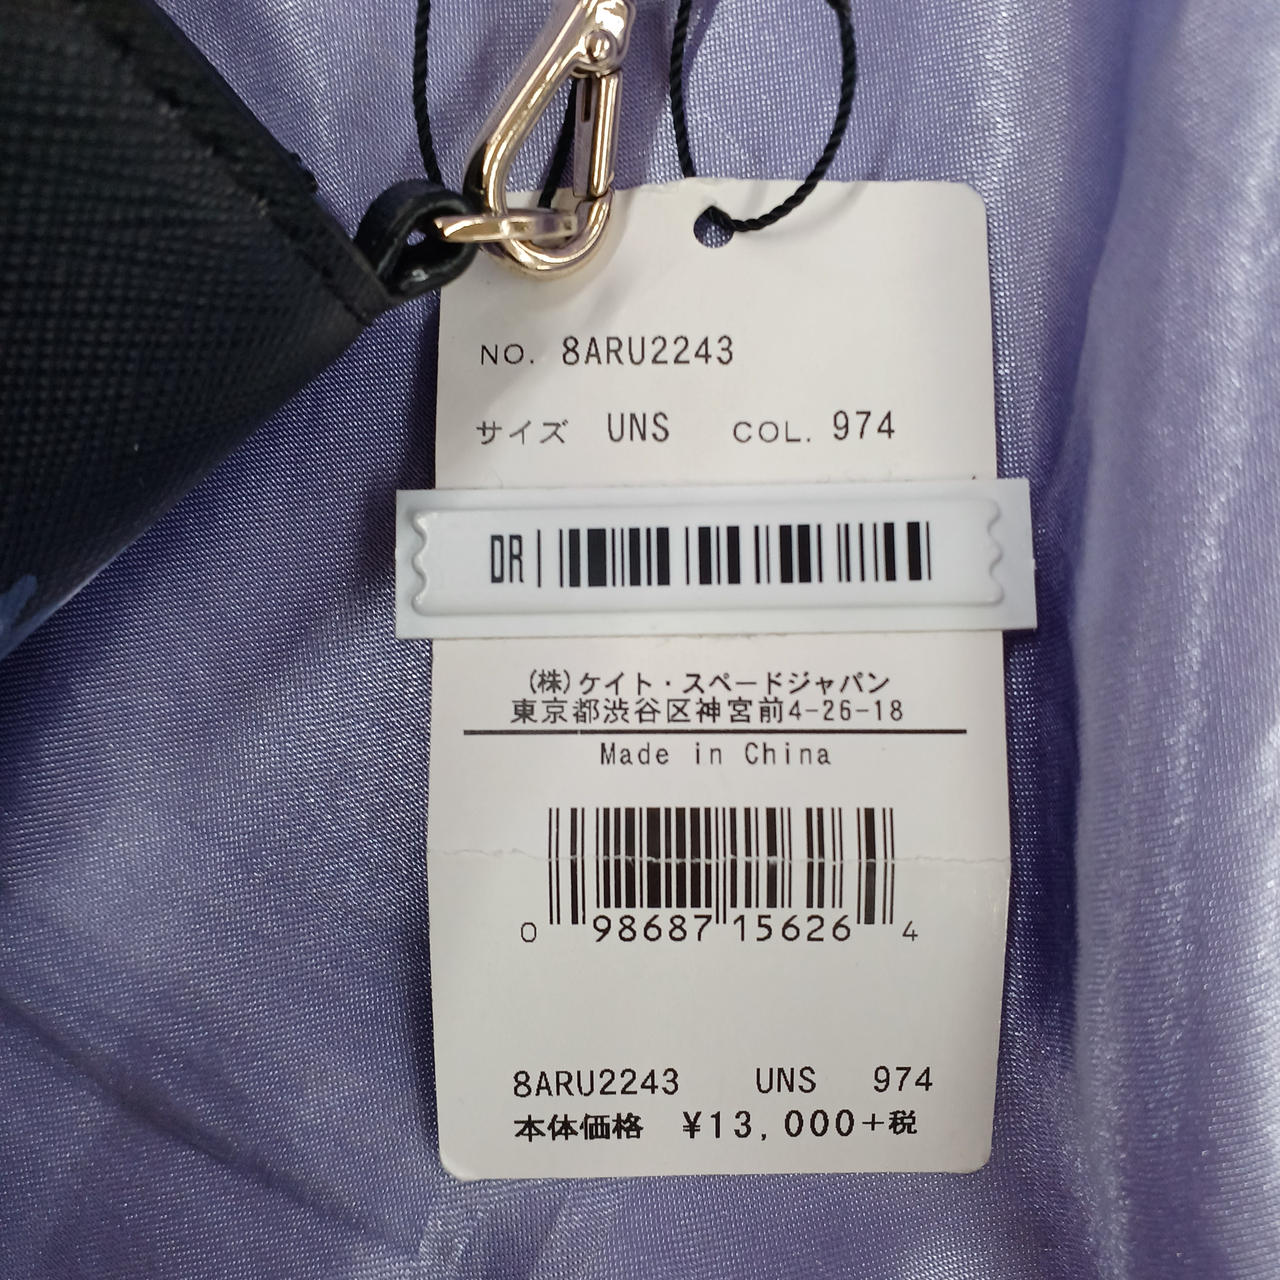 NO. 8ARU2243
サイズ UNS COL. 974
DR
(株)ケイト・スペードジャパン
東京都渋谷区神宮前4-26-18
Made in China
0 98687 15626 4
8ARU2243 UNS 974
本体価格 ¥13,000+税